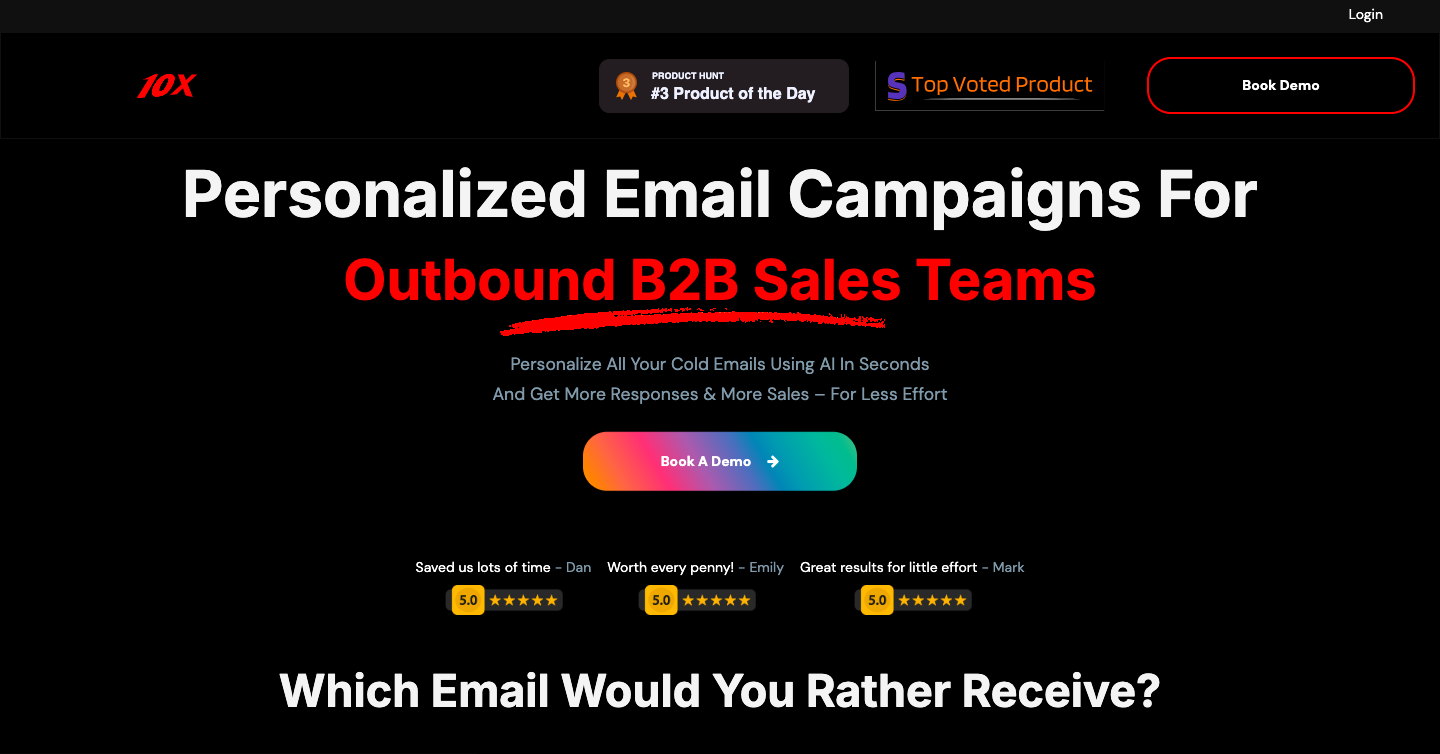 Login
10X
PRODUCT HUNT
#3 Product of the Day
3
S Top Voted Product
Book Demo
Personalized Email Campaigns For
Outbound B2B Sales Teams
Personalize All Your Cold Emails Using AI In Seconds
And Get More Responses & More Sales – For Less Effort
Book A Demo
Saved us lots of time – Dan
Worth every penny! – Emily
Great results for little effort – Mark
5.0
5.0
5.0
Which Email Would You Rather Receive?